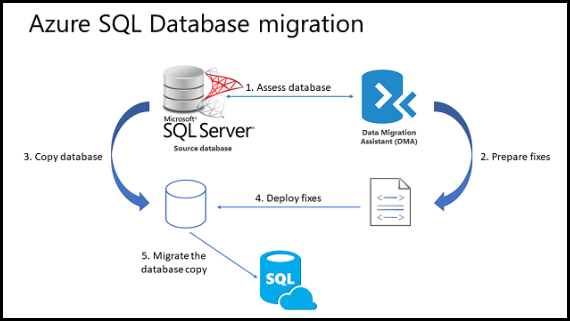 Azure SQL Database migration
1. Assess database
Microsoft®
SQL Server®
Source database
Data Migration
Assistant (DMA)
3. Copy database
2. Prepare fixes
4. Deploy fixes
<---->
5. Migrate the
database copy
SQL